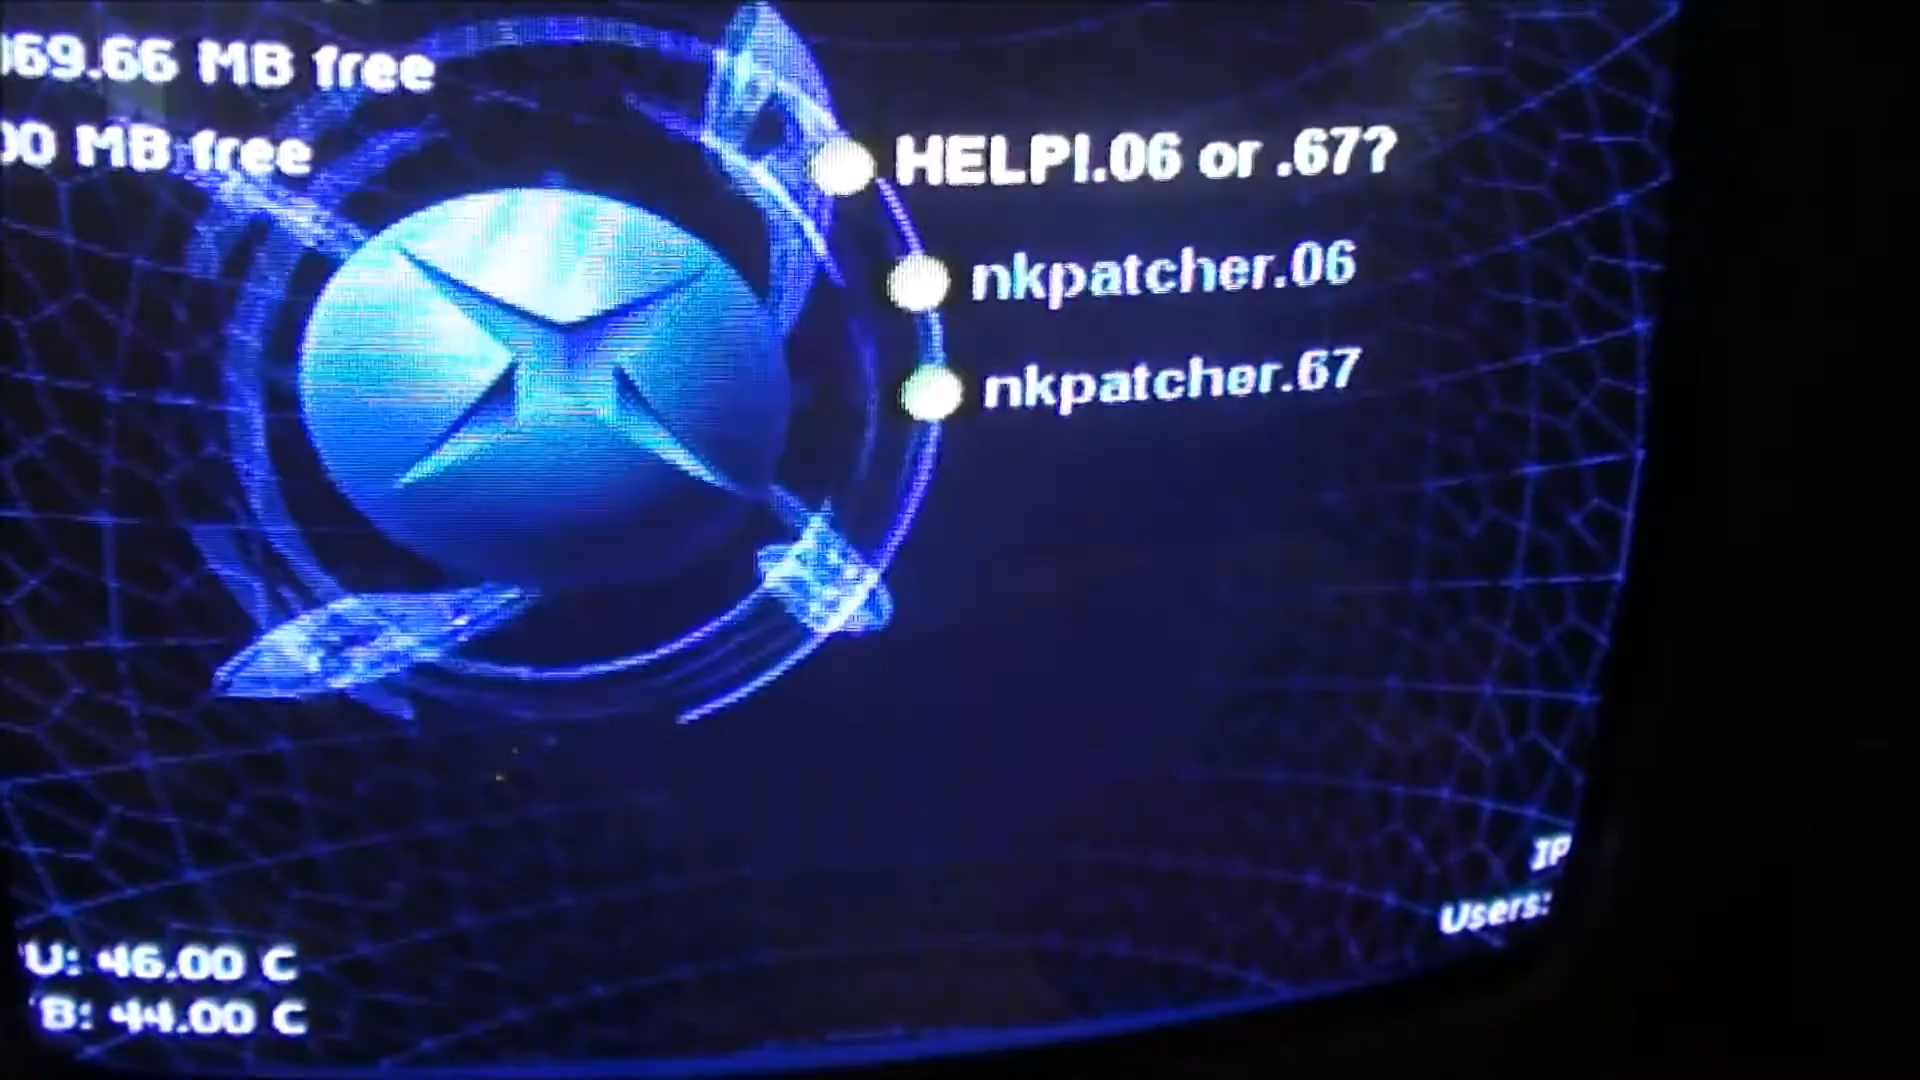 69.66 MB free
00 MB free
HELP!.06 or .67?
nkpatcher.06
nkpatcher.67
IP
Users:
U: 46.00 C
B: 44.00 C